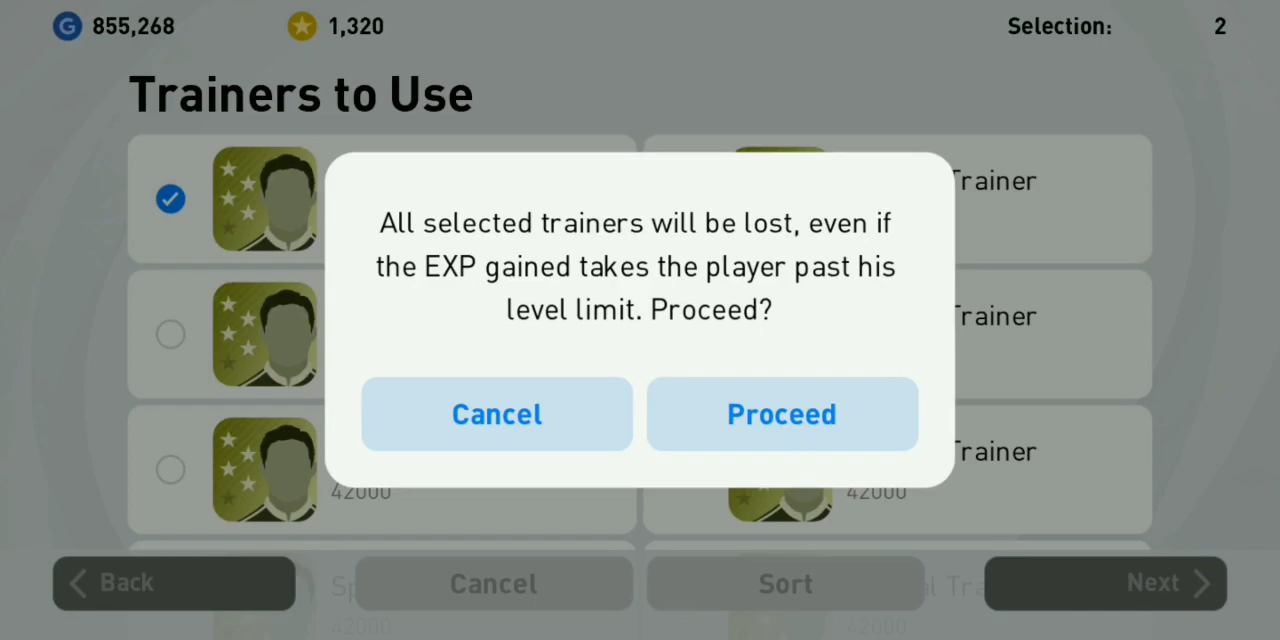 G 855,268
1,320
Selection: 2
Trainers to Use
Trainer
All selected trainers will be lost, even if
the EXP gained takes the player past his
level limit. Proceed?
Trainer
Cancel
Proceed
Trainer
42000
42000
Back
Cancel
Sort
Next
42000
42000